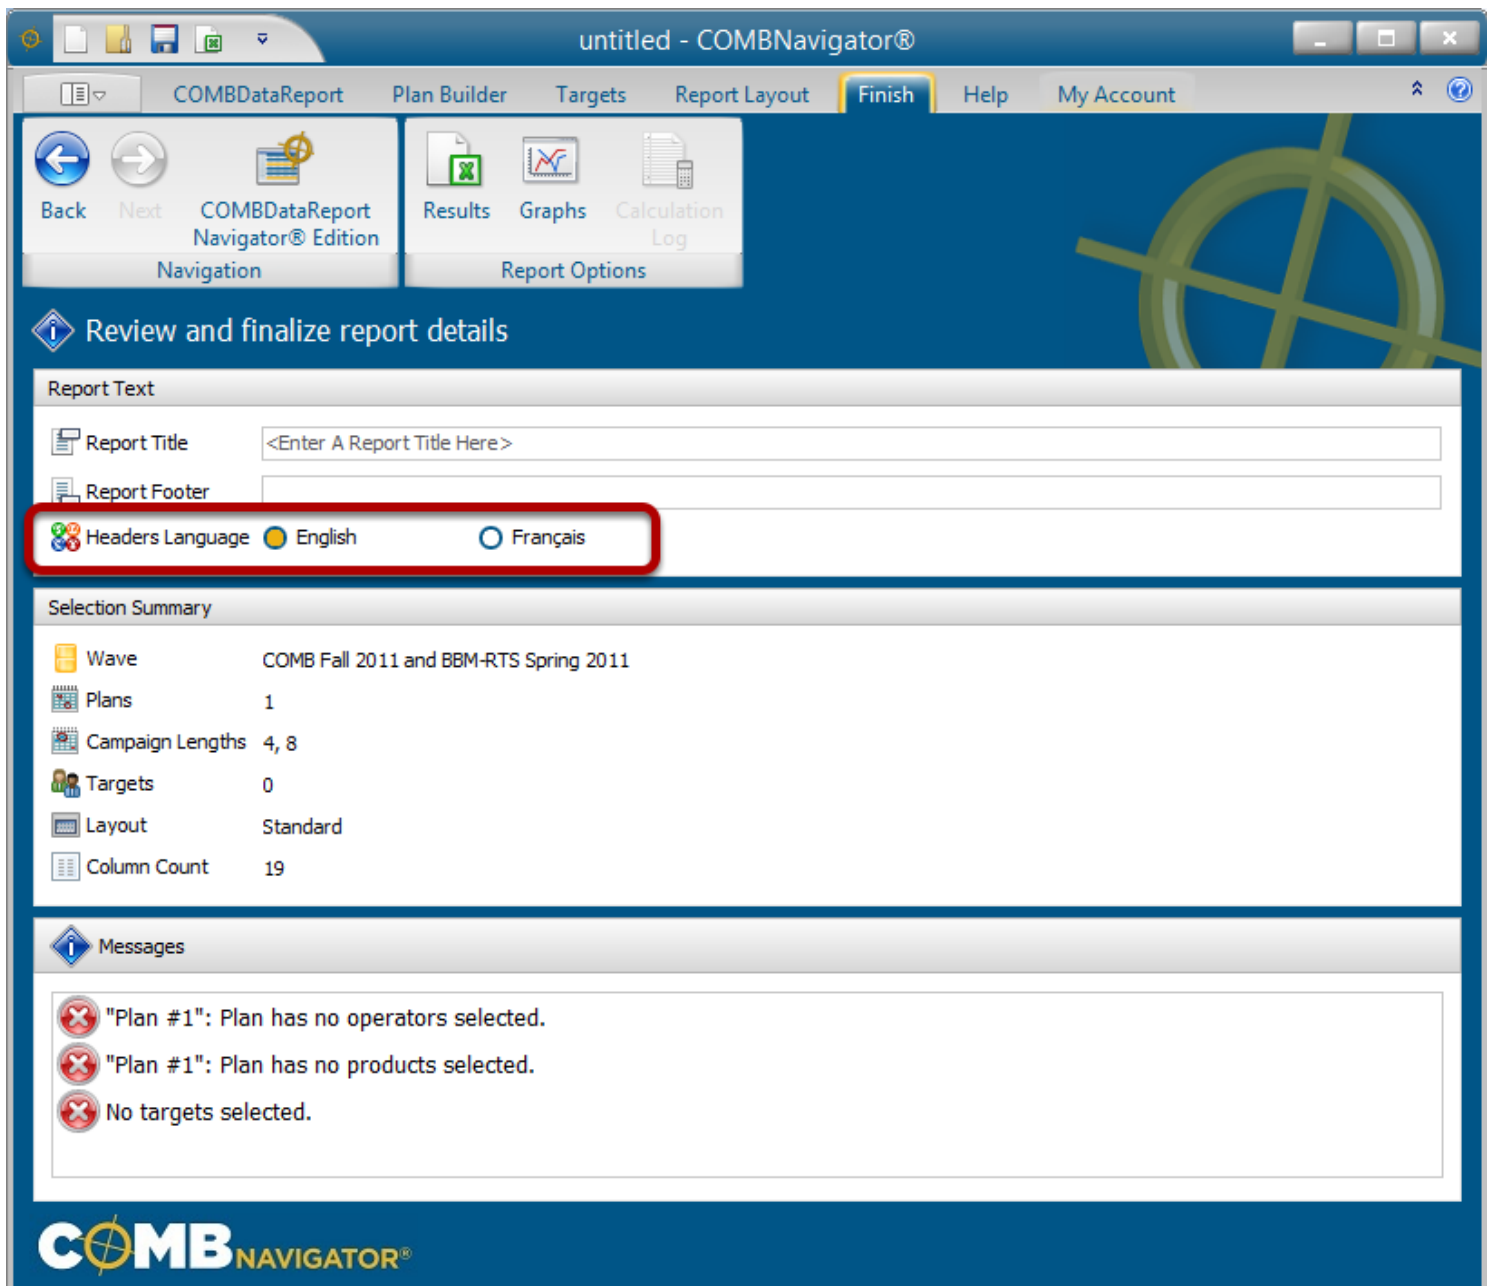 untitled - COMBNavigator®
COMBDataReport Plan Builder Targets Report Layout Finish Help My Account
Back Next COMBDataReport Navigator® Edition Results Graphs Calculation Log
Navigation Report Options
Review and finalize report details
Report Text
Report Title <Enter A Report Title Here>
Report Footer
Headers Language English Français
Selection Summary
Wave COMB Fall 2011 and BBM-RTS Spring 2011
Plans 1
Campaign Lengths 4, 8
Targets 0
Layout Standard
Column Count 19
Messages
"Plan #1": Plan has no operators selected.
"Plan #1": Plan has no products selected.
No targets selected.
COMB NAVIGATOR®